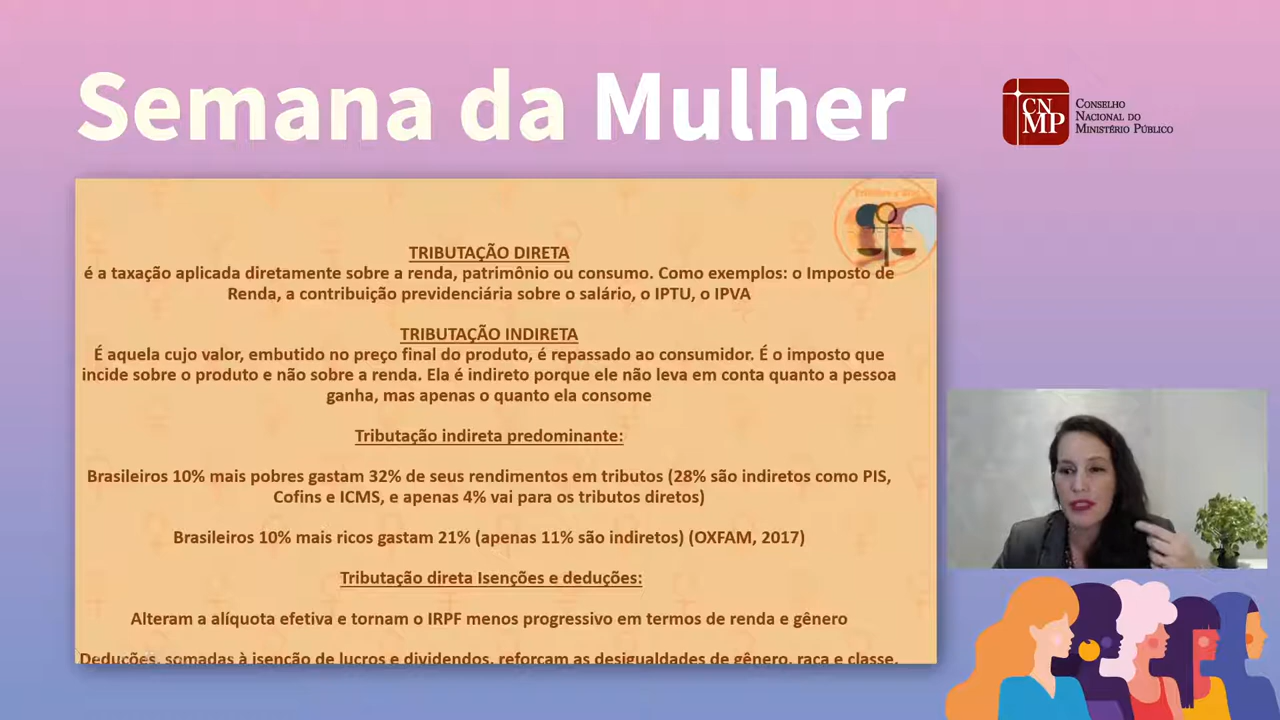 Semana da Mulher
CN
MP
CONSELHO
NACIONAL DO
MINISTÉRIO PÚBLICO
TRIBUTAÇÃO DIRETA
é a taxação aplicada diretamente sobre a renda, patrimônio ou consumo. Como exemplos: o Imposto de
Renda, a contribuição previdenciária sobre o salário, o IPTU, o IPVA
TRIBUTAÇÃO INDIRETA
É aquela cujo valor, embutido no preço final do produto, é repassado ao consumidor. É o imposto que
incide sobre o produto e não sobre a renda. Ela é indireto porque ele não leva em conta quanto a pessoa
ganha, mas apenas o quanto ela consome
Tributação indireta predominante:
Brasileiros 10% mais pobres gastam 32% de seus rendimentos em tributos (28% são indiretos como PIS,
Cofins e ICMS, e apenas 4% vai para os tributos diretos)
Brasileiros 10% mais ricos gastam 21% (apenas 11% são indiretos) (OXFAM, 2017)
Tributação direta Isenções e deduções:
Alteram a alíquota efetiva e tornam o IRPF menos progressivo em termos de renda e gênero
Deduções, somadas à isenção de lucros e dividendos, reforçam as desigualdades de gênero, raça e classe.